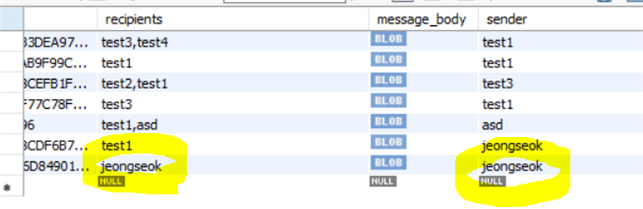 recipients message_body sender
33DEA97... test3,test4 BLOB test1
AB9F99C... test1 BLOB test1
3CEFB1F... test2,test1 BLOB test3
F77C78F... test3 BLOB test1
96 test1,asd BLOB asd
3CDF6B7... test1 BLOB jeongseok
6D84901... jeongseok BLOB jeongseok
NULL NULL NULL